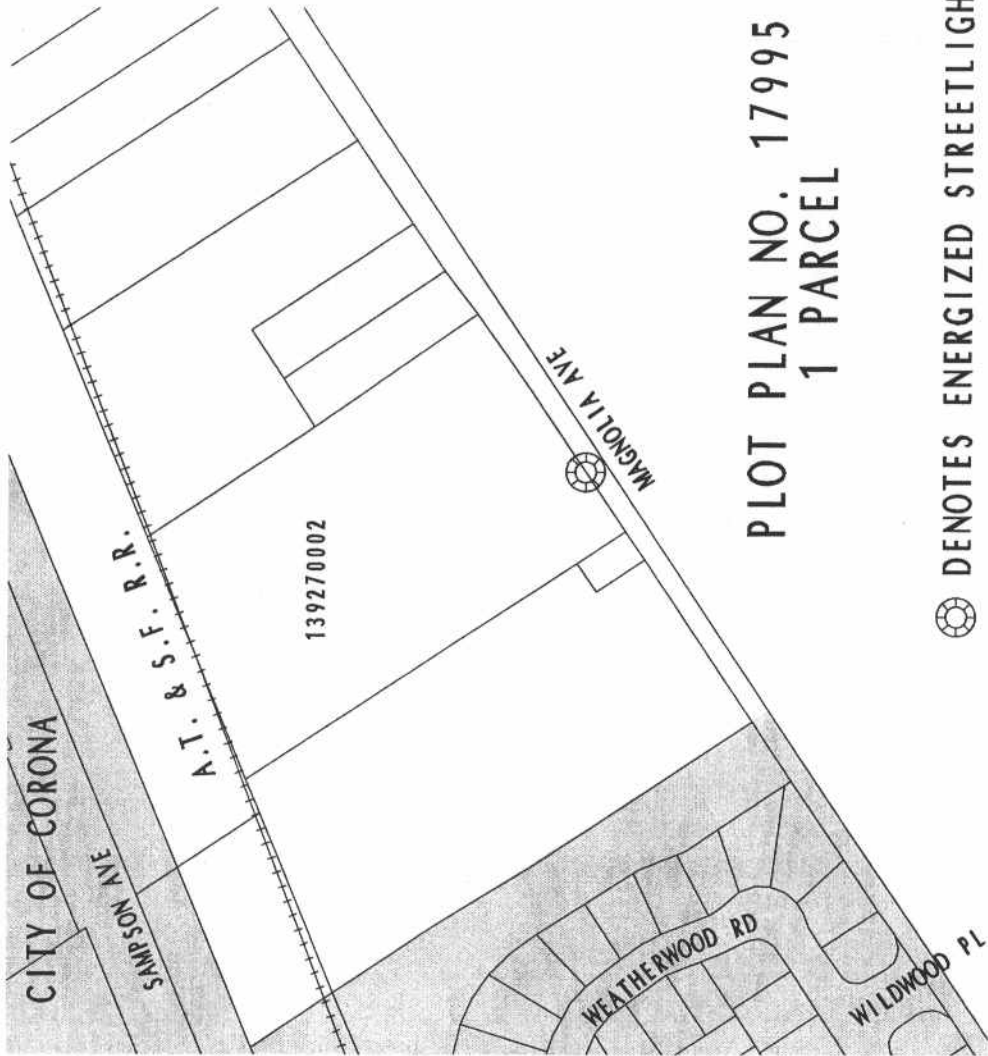 CITY OF CORONA
SAMPSON AVE
A.T. & S.F. R.R.
139270002
MAGNOLIA AVE
WEATHERWOOD RD
WILDWOOD PL
PLOT PLAN NO. 17995
1 PARCEL
DENOTES ENERGIZED STREETLIGH